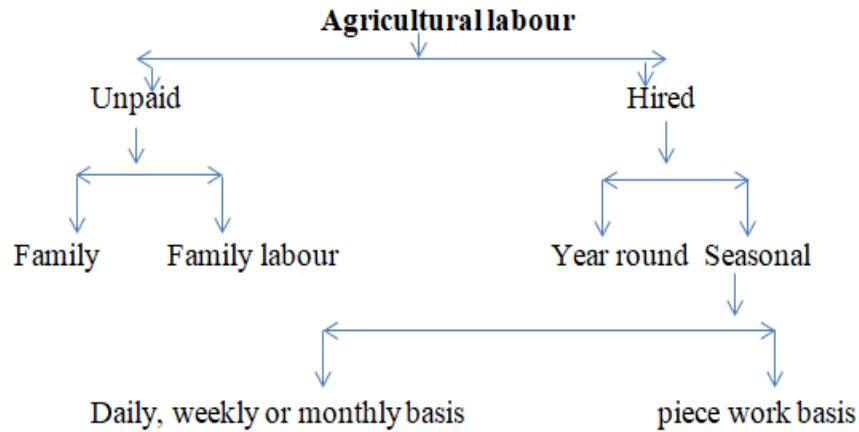 Agricultural labour
Unpaid Hired
Family Family labour Year round Seasonal
Daily, weekly or monthly basis piece work basis